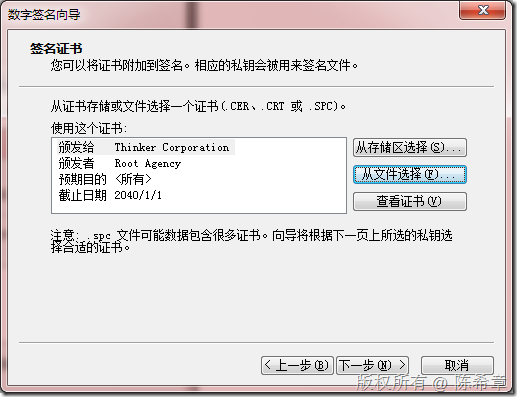 数字签名向导
签名证书
您可以将证书附加到签名。相应的私钥会被用来签名文件。
从证书存储或文件选择一个证书(.CER、.CRT 或 .SPC)。
使用这个证书:
颁发给 Thinker Corporation
颁发者 Root Agency
预期目的 <所有>
截止日期 2040/1/1
从存储区选择(S)...
从文件选择(F)...
查看证书(V)
注意: .spc 文件可能数据包含很多证书。向导将根据下一页上所选的私钥选
择合适的证书。
< 上一步(B)
下一步(N) >
取消
版权所有 @ 陈希章